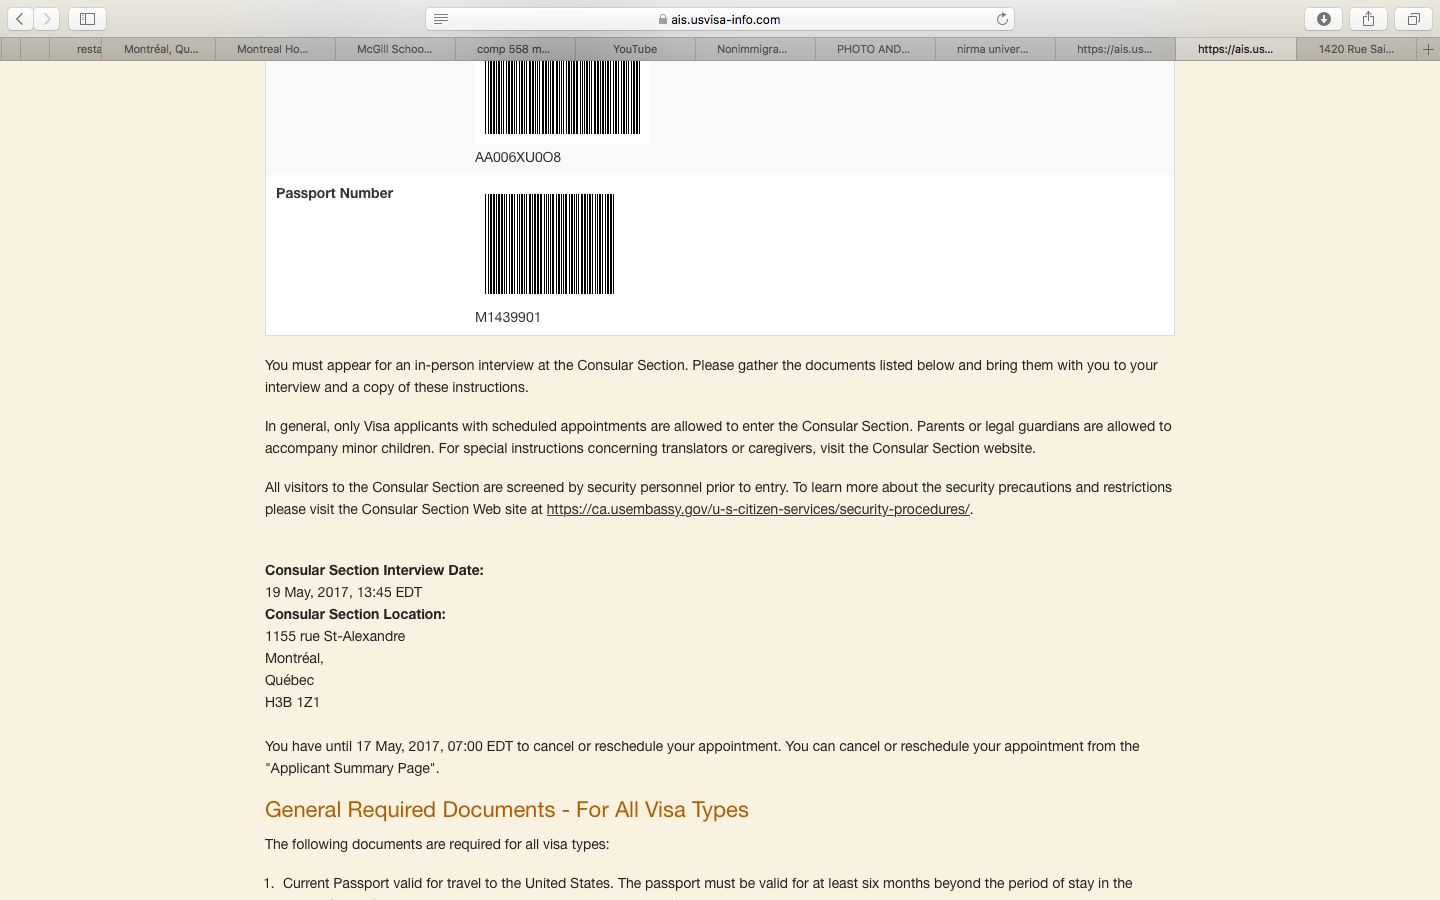 ais.usvisa-info.com
resta
Montréal, Qu...
Montreal Ho...
McGill Schoo...
comp 558 m...
YouTube
Nonimmigra...
PHOTO AND...
nirma univer...
https://ais.us...
https://ais.us...
1420 Rue Sai...
AA006XU0O8
Passport Number
M1439901
You must appear for an in-person interview at the Consular Section. Please gather the documents listed below and bring them with you to your
interview and a copy of these instructions.
In general, only Visa applicants with scheduled appointments are allowed to enter the Consular Section. Parents or legal guardians are allowed to
accompany minor children. For special instructions concerning translators or caregivers, visit the Consular Section website.
All visitors to the Consular Section are screened by security personnel prior to entry. To learn more about the security precautions and restrictions
please visit the Consular Section Web site at https://ca.usembassy.gov/u-s-citizen-services/security-procedures/.
Consular Section Interview Date:
19 May, 2017, 13:45 EDT
Consular Section Location:
1155 rue St-Alexandre
Montréal,
Québec
H3B 1Z1
You have until 17 May, 2017, 07:00 EDT to cancel or reschedule your appointment. You can cancel or reschedule your appointment from the
"Applicant Summary Page".
General Required Documents - For All Visa Types
The following documents are required for all visa types:
1. Current Passport valid for travel to the United States. The passport must be valid for at least six months beyond the period of stay in the